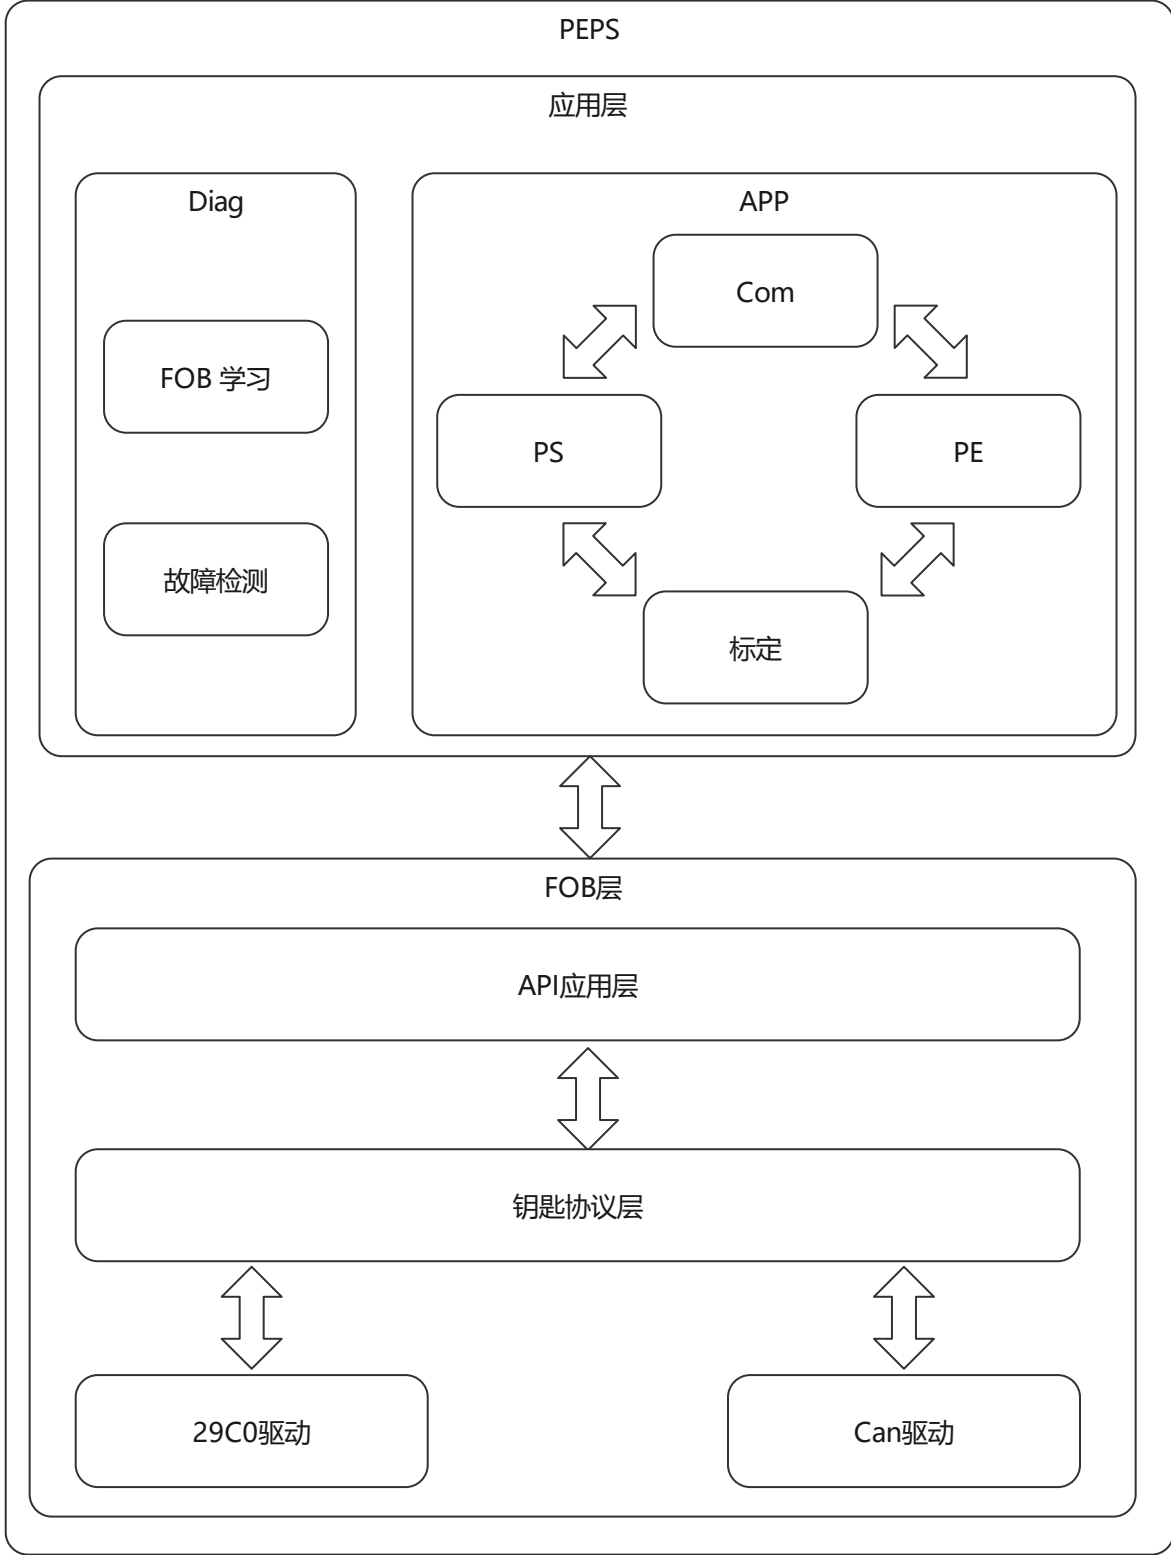 PEPS
应用层
Diag
APP
Com
FOB 学习
PS
PE
故障检测
标定
FOB层
API应用层
钥匙协议层
29C0驱动
Can驱动